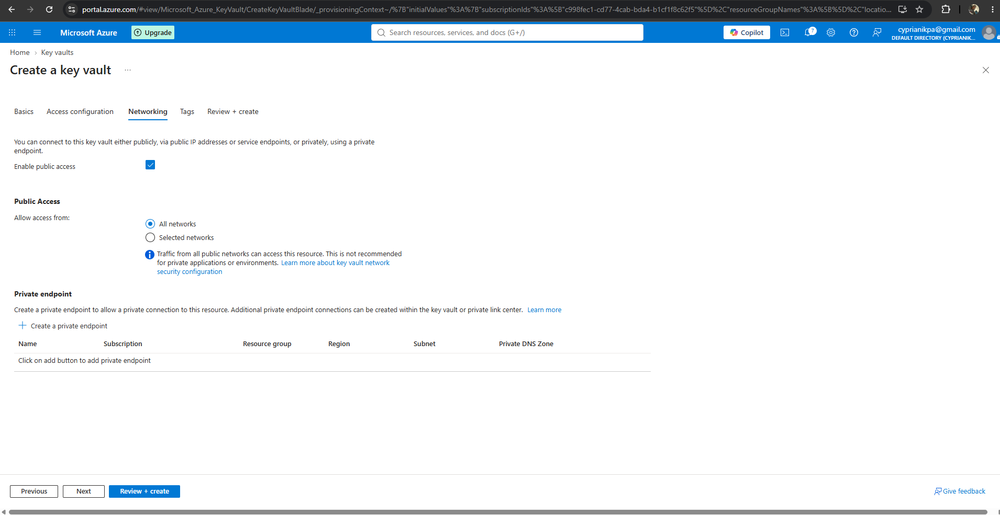 portal.azure.com/#view/Microsoft_Azure_KeyVault/CreateKeyVaultBlade/_provisioningContext~/%7B"initialValues"%3A%7B"subscriptionIds"%3A%5B"c998fec1-cd77-4cab-bda4-b1cf1f8c62f5"%5D%2C"resourceGroupNames"%3A%5B%5D%2C"locatio...
Microsoft Azure
Upgrade
Search resources, services, and docs (G+/)
Copilot
7
cyprianikpa@gmail.com
DEFAULT DIRECTORY (CYPRIANIK...
Home > Key vaults
Create a key vault ...
Basics
Access configuration
Networking
Tags
Review + create
You can connect to this key vault either publicly, via public IP addresses or service endpoints, or privately, using a private
endpoint.
Enable public access
Public Access
Allow access from:
All networks
Selected networks
Traffic from all public networks can access this resource. This is not recommended
for private applications or environments. Learn more about key vault network
security configuration
Private endpoint
Create a private endpoint to allow a private connection to this resource. Additional private endpoint connections can be created within the key vault or private link center. Learn more
Create a private endpoint
Name
Subscription
Resource group
Region
Subnet
Private DNS Zone
Click on add button to add private endpoint
Previous
Next
Review + create
Give feedback